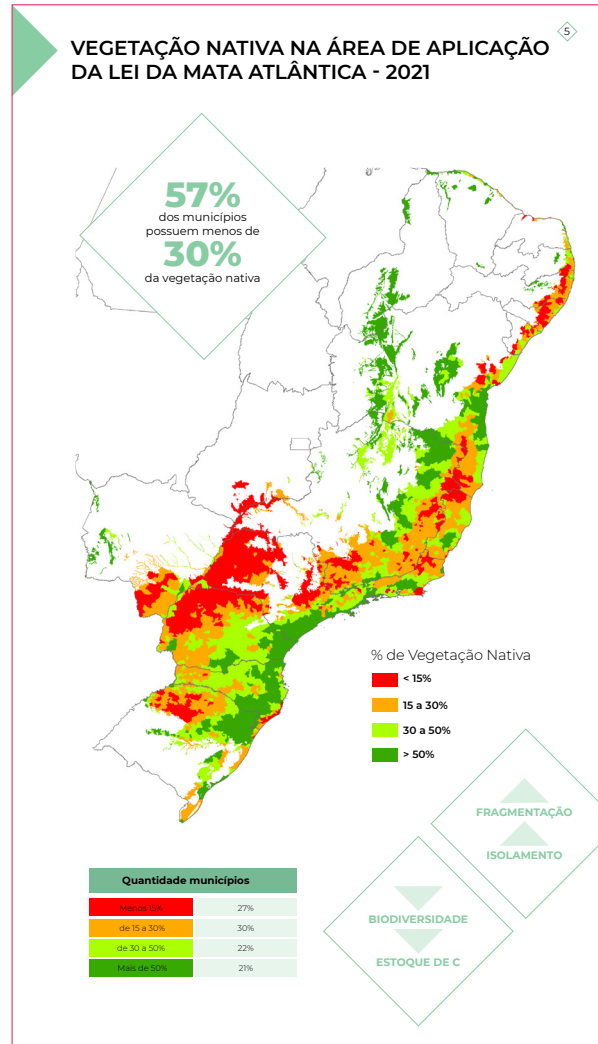 5
VEGETAÇÃO NATIVA NA ÁREA DE APLICAÇÃO
DA LEI DA MATA ATLÂNTICA - 2021
57%
dos municípios
possuem menos de
30%
da vegetação nativa
% de Vegetação Nativa
< 15%
15 a 30%
30 a 50%
> 50%
FRAGMENTAÇÃO
ISOLAMENTO
BIODIVERSIDADE
ESTOQUE DE C
Quantidade municípios
Menos 15% 27%
de 15 a 30% 30%
de 30 a 50% 22%
Mais de 50% 21%